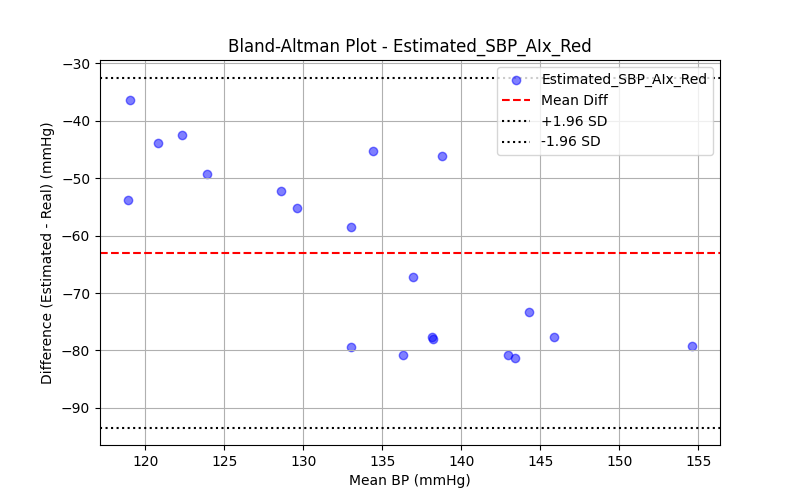 Bland-Altman Plot - Estimated_SBP_AIx_Red
Difference (Estimated - Real) (mmHg)
−30
−40
−50
−60
−70
−80
−90
Estimated_SBP_AIx_Red
Mean Diff
+1.96 SD
-1.96 SD
120 125 130 135 140 145 150 155
Mean BP (mmHg)